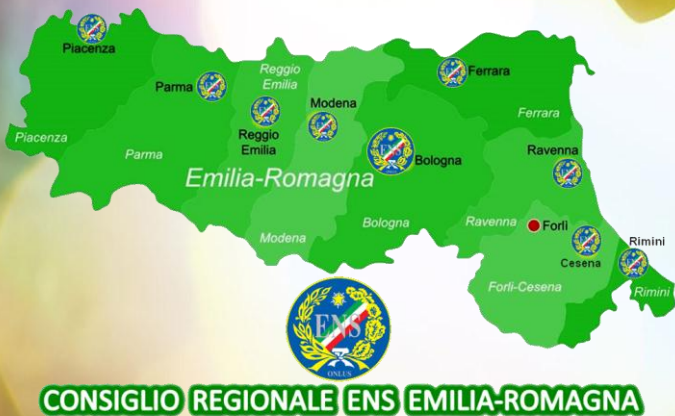 Piacenza
Parma
Reggio
Emilia
Ferrara
Modena
Reggio
Emilia
Ferrara
Piacenza
Parma
Bologna
Ravenna
Emilia-Romagna
Bologna
Ravenna
Forlì
Modena
Rimini
Cesena
Forlì-Cesena
Rimini
ENS
ONLUS
CONSIGLIO REGIONALE ENS EMILIA-ROMAGNA